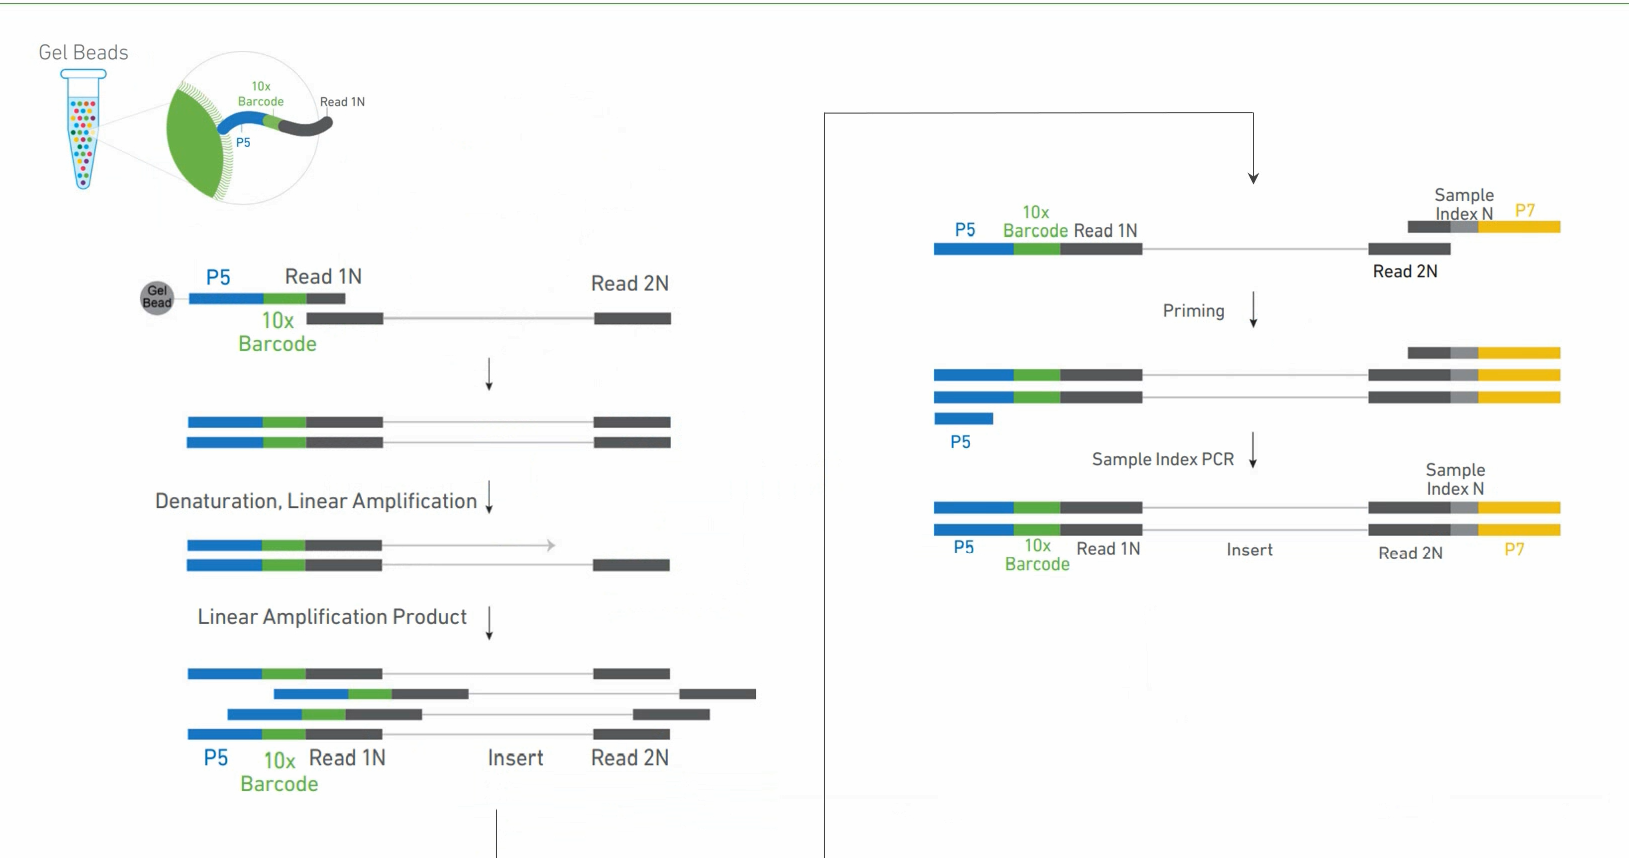 Gel Beads
10x
Barcode
Read 1N
P5
P5
Read 1N
Read 2N
Gel
Bead
10x
Barcode
Denaturation, Linear Amplification
Linear Amplification Product
P5
10x
Barcode
Read 1N
Insert
Read 2N
Sample
Index N
P7
10x
P5
Barcode
Read 1N
Read 2N
Priming
P5
Sample Index PCR
Sample
Index N
P5
10x
Barcode
Read 1N
Insert
Read 2N
P7